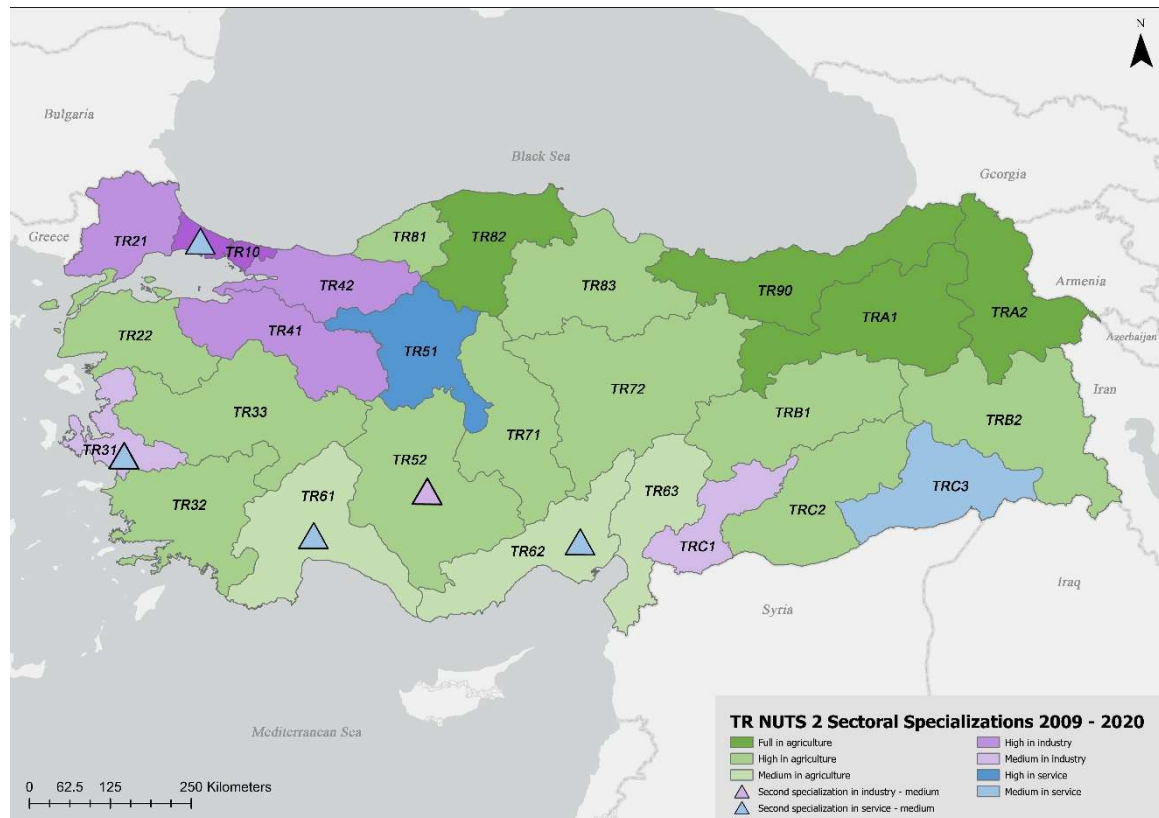 N
Bulgaria
Black Sea
Georgia
Greece
TR21
TR10
TR81
TR82
TR42
TR83
TR90
Armenia
TRA1
TRA2
TR22
TR41
TR51
Azerbaijan
Iran
TR33
TR72
TRB1
TRB2
TR71
TR31
TR52
TR61
TR63
TRC3
TR32
TRC2
TR62
TRC1
Iraq
Syria
Mediterranean Sea
TR NUTS 2 Sectoral Specializations 2009 - 2020
Full in agriculture
High in agriculture
Medium in agriculture
Second specialization in industry - medium
Second specialization in service - medium
High in industry
Medium in industry
High in service
Medium in service
0 62.5 125 250 Kilometers